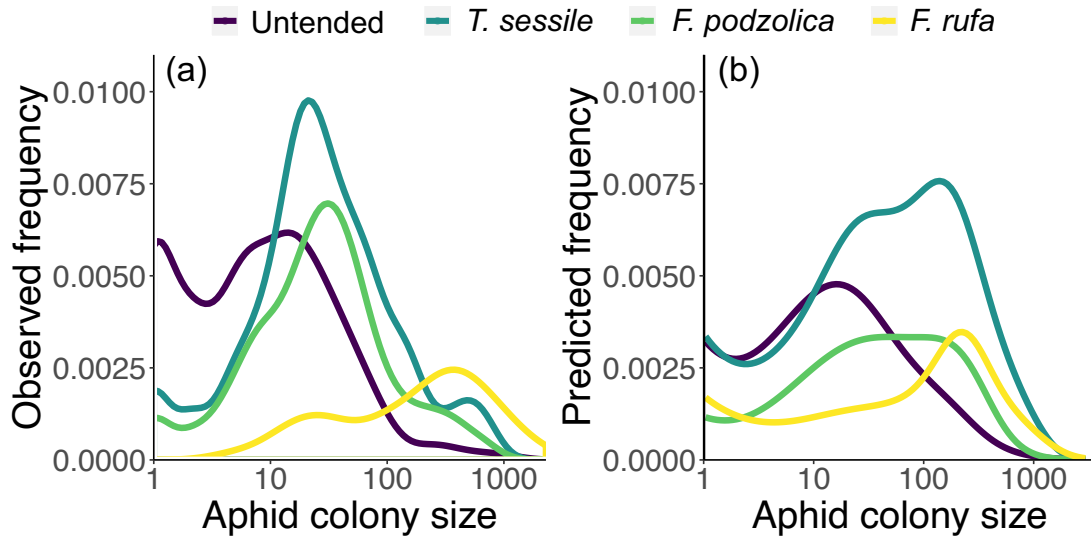 Untended T. sessile F. podzolica F. rufa
(a)
Observed frequency
0.0100
0.0075
0.0050
0.0025
0.0000
1 10 100 1000
Aphid colony size
(b)
Predicted frequency
0.0100
0.0075
0.0050
0.0025
0.0000
1 10 100 1000
Aphid colony size